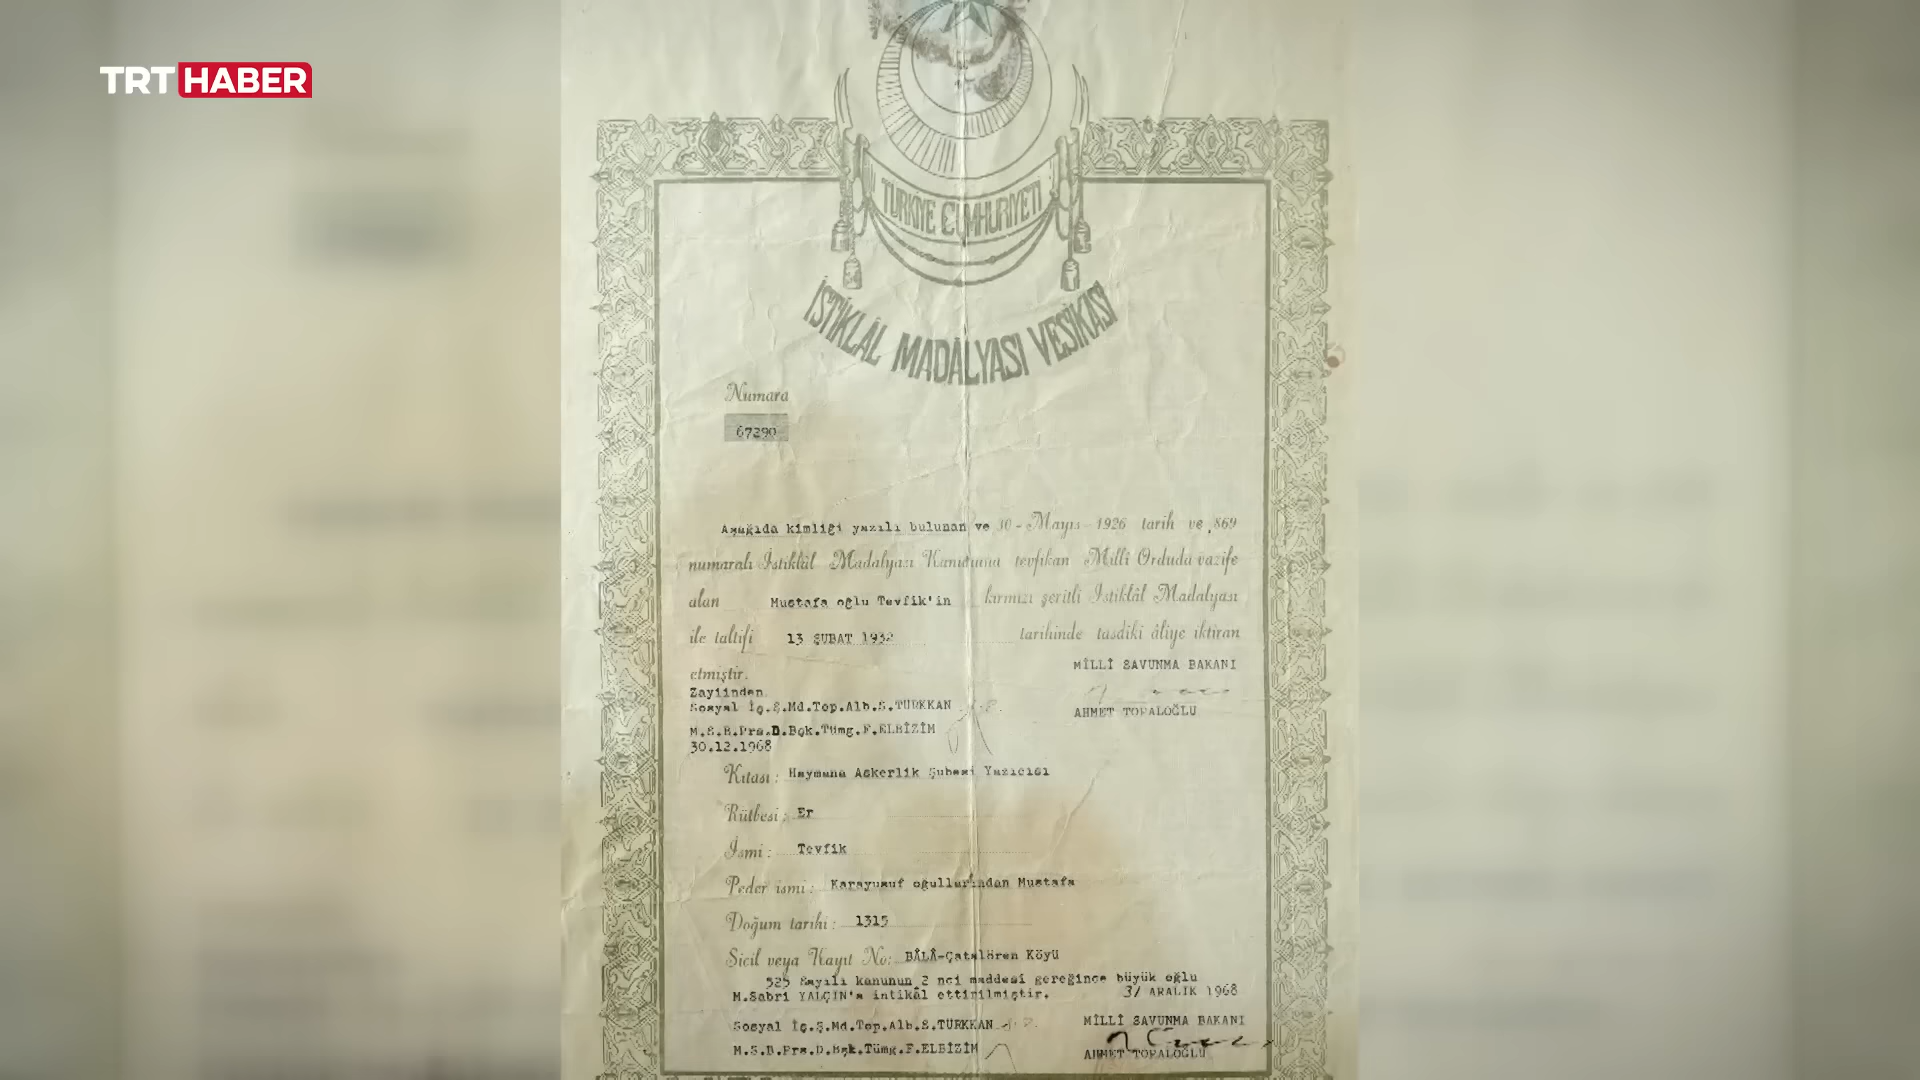 TRT HABER
TÜRKİYE CÜMHURİYETİ
İSTİKLÂL MADALYASI VESİKASI
Numara
67290
Aşağıda kimliği yazılı bulunan ve 30 - Mayıs - 1926 tarih ve 869
numaralı İstiklâl Madalyası Kanununa tevfikan Millî Orduda vazife
alan Mustafa oğlu Tevfik'in kırmızı şeritli İstiklâl Madalyası
ile taltifi 13 ŞUBAT 1932 tarihinde tasdiki âliye iktiran
etmiştir.
MİLLÎ SAVUNMA BAKANI
Zayiinden
Sosyal İş.Ş.Md.Top.Alb.S.TÜRKKAN
AHMET TOPALOĞLU
M.S.B.Prs.D.Bşk.Tümg.F.ELBİZİM
30.12.1968
Kıtası : Haymana Askerlik Şubesi Yazıcısı
Rütbesi : Er
İsmi : Tevfik
Peder ismi : Karayusuf oğullarından Mustafa
Doğum tarihi : 1315
Sicil veya Kayıt No: BÂLÂ-Çatalören Köyü
525 Sayılı kanunun 2 nci maddesi gereğince büyük oğlu
M.Sabri YALÇIN'a intikâl ettirilmiştir. 31 ARALIK 1968
Sosyal İş.Ş.Md.Top.Alb.S.TÜRKKAN
MİLLÎ SAVUNMA BAKANI
M.S.B.Prs.D.Bşk.Tümg.F.ELBİZİM
AHMET TOPALOĞLU